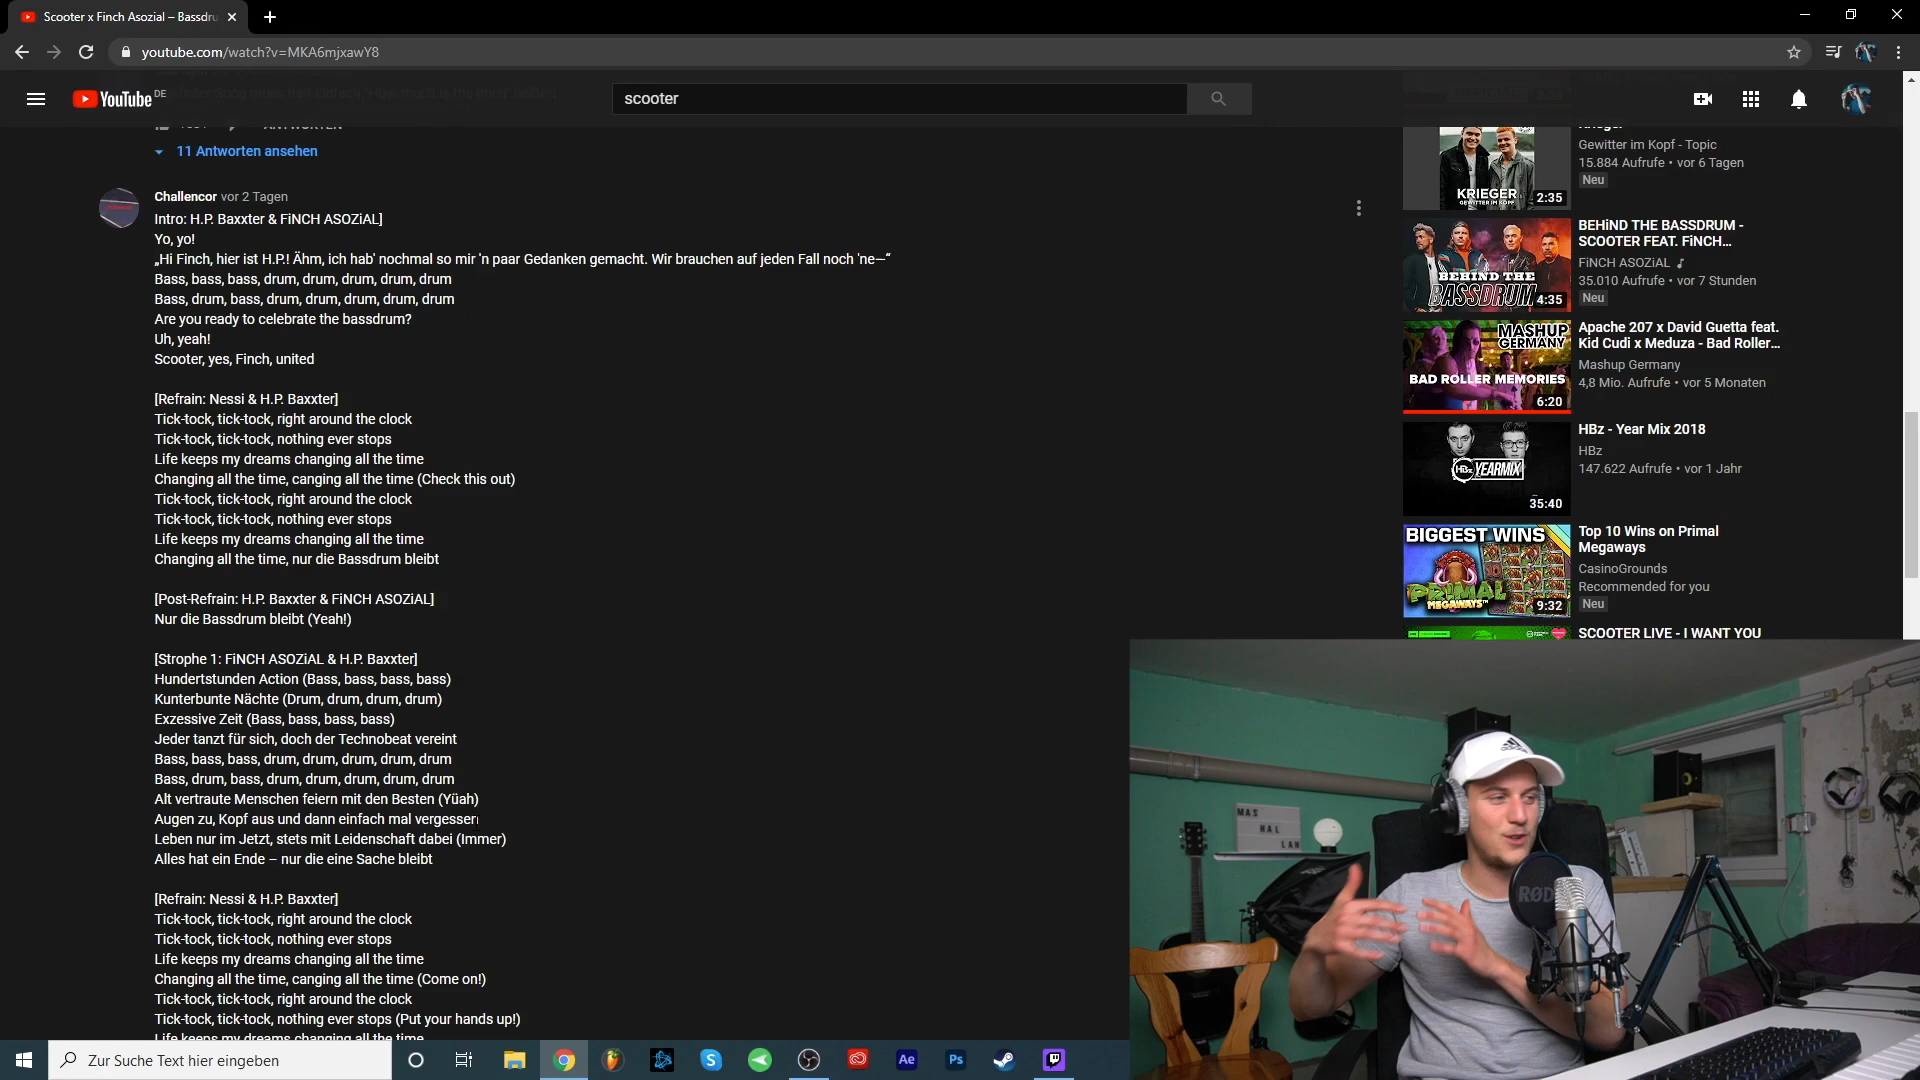 Scooter x Finch Asozial – Bassdru
youtube.com/watch?v=MKA6mjxawY8
YouTube DE
scooter
ANTWORTEN
11 Antworten ansehen
Challencor vor 2 Tagen
Intro: H.P. Baxxter & FiNCH ASOZiAL]
Yo, yo!
„Hi Finch, hier ist H.P.! Ähm, ich hab' nochmal so mir 'n paar Gedanken gemacht. Wir brauchen auf jeden Fall noch 'ne—“
Bass, bass, bass, drum, drum, drum, drum, drum
Bass, drum, bass, drum, drum, drum, drum, drum
Are you ready to celebrate the bassdrum?
Uh, yeah!
Scooter, yes, Finch, united
[Refrain: Nessi & H.P. Baxxter]
Tick-tock, tick-tock, right around the clock
Tick-tock, tick-tock, nothing ever stops
Life keeps my dreams changing all the time
Changing all the time, canging all the time (Check this out)
Tick-tock, tick-tock, right around the clock
Tick-tock, tick-tock, nothing ever stops
Life keeps my dreams changing all the time
Changing all the time, nur die Bassdrum bleibt
[Post-Refrain: H.P. Baxxter & FiNCH ASOZiAL]
Nur die Bassdrum bleibt (Yeah!)
[Strophe 1: FiNCH ASOZiAL & H.P. Baxxter]
Hundertstunden Action (Bass, bass, bass, bass)
Kunterbunte Nächte (Drum, drum, drum, drum)
Exzessive Zeit (Bass, bass, bass, bass)
Jeder tanzt für sich, doch der Technobeat vereint
Bass, bass, bass, drum, drum, drum, drum, drum
Bass, drum, bass, drum, drum, drum, drum, drum
Alt vertraute Menschen feiern mit den Besten (Yüah)
Augen zu, Kopf aus und dann einfach mal vergessen
Leben nur im Jetzt, stets mit Leidenschaft dabei (Immer)
Alles hat ein Ende – nur die eine Sache bleibt
[Refrain: Nessi & H.P. Baxxter]
Tick-tock, tick-tock, right around the clock
Tick-tock, tick-tock, nothing ever stops
Life keeps my dreams changing all the time
Changing all the time, canging all the time (Come on!)
Tick-tock, tick-tock, right around the clock
Tick-tock, tick-tock, nothing ever stops (Put your hands up!)
Life keeps my dreams changing all the time
Gewitter im Kopf - Topic
15.884 Aufrufe • vor 6 Tagen
Neu
KRIEGER
GEWITTER IM KOPF
2:35
BEHiND THE BASSDRUM -
SCOOTER FEAT. FiNCH...
FiNCH ASOZiAL
35.010 Aufrufe • vor 7 Stunden
Neu
BEHIND THE
BASSDRUM
4:35
Apache 207 x David Guetta feat.
Kid Cudi x Meduza - Bad Roller...
Mashup Germany
4,8 Mio. Aufrufe • vor 5 Monaten
MASHUP
GERMANY
BAD ROLLER MEMORIES
6:20
HBz - Year Mix 2018
HBz
147.622 Aufrufe • vor 1 Jahr
HBz YEARMIX
35:40
Top 10 Wins on Primal
Megaways
CasinoGrounds
Recommended for you
Neu
BIGGEST WINS
PRIMAL
MEGAWAYS
9:32
SCOOTER LIVE - I WANT YOU
MAS
HAL
LAH
RØDE
Zur Suche Text hier eingeben
Ae
Ps